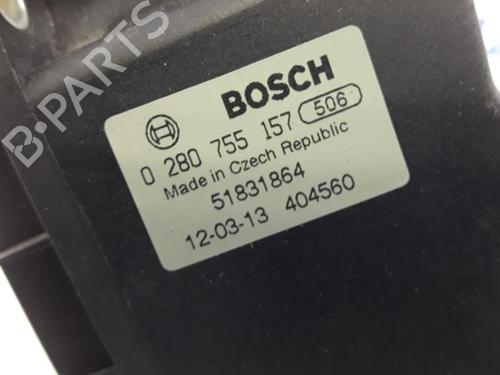 BOSCH
0 280 755 157 506
Made in Czech Republic
51831864
12-03-13 404560
B-PARTS